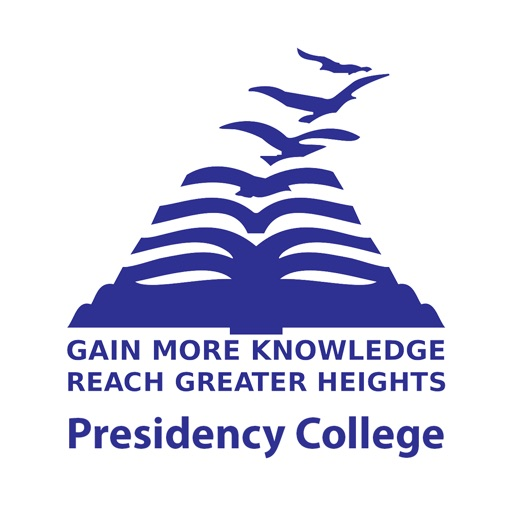 GAIN MORE KNOWLEDGE
REACH GREATER HEIGHTS
Presidency College